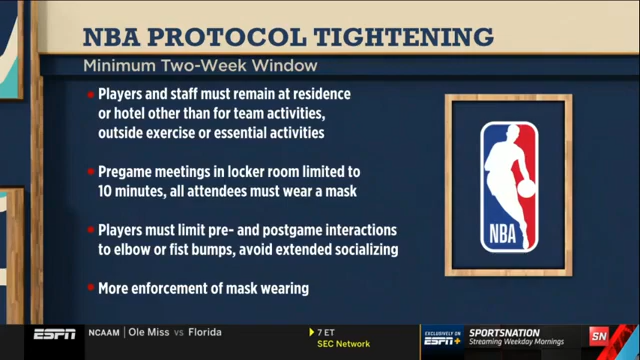 NBA PROTOCOL TIGHTENING
Minimum Two-Week Window
• Players and staff must remain at residence
or hotel other than for team activities,
outside exercise or essential activities
• Pregame meetings in locker room limited to
10 minutes, all attendees must wear a mask
• Players must limit pre- and postgame interactions
to elbow or fist bumps, avoid extended socializing
• More enforcement of mask wearing
NBA
ESPN
NCAAM
Ole Miss vs Florida
7 ET
SEC Network
EXCLUSIVELY ON
ESPN+
SPORTSNATION
Streaming Weekday Mornings
SN